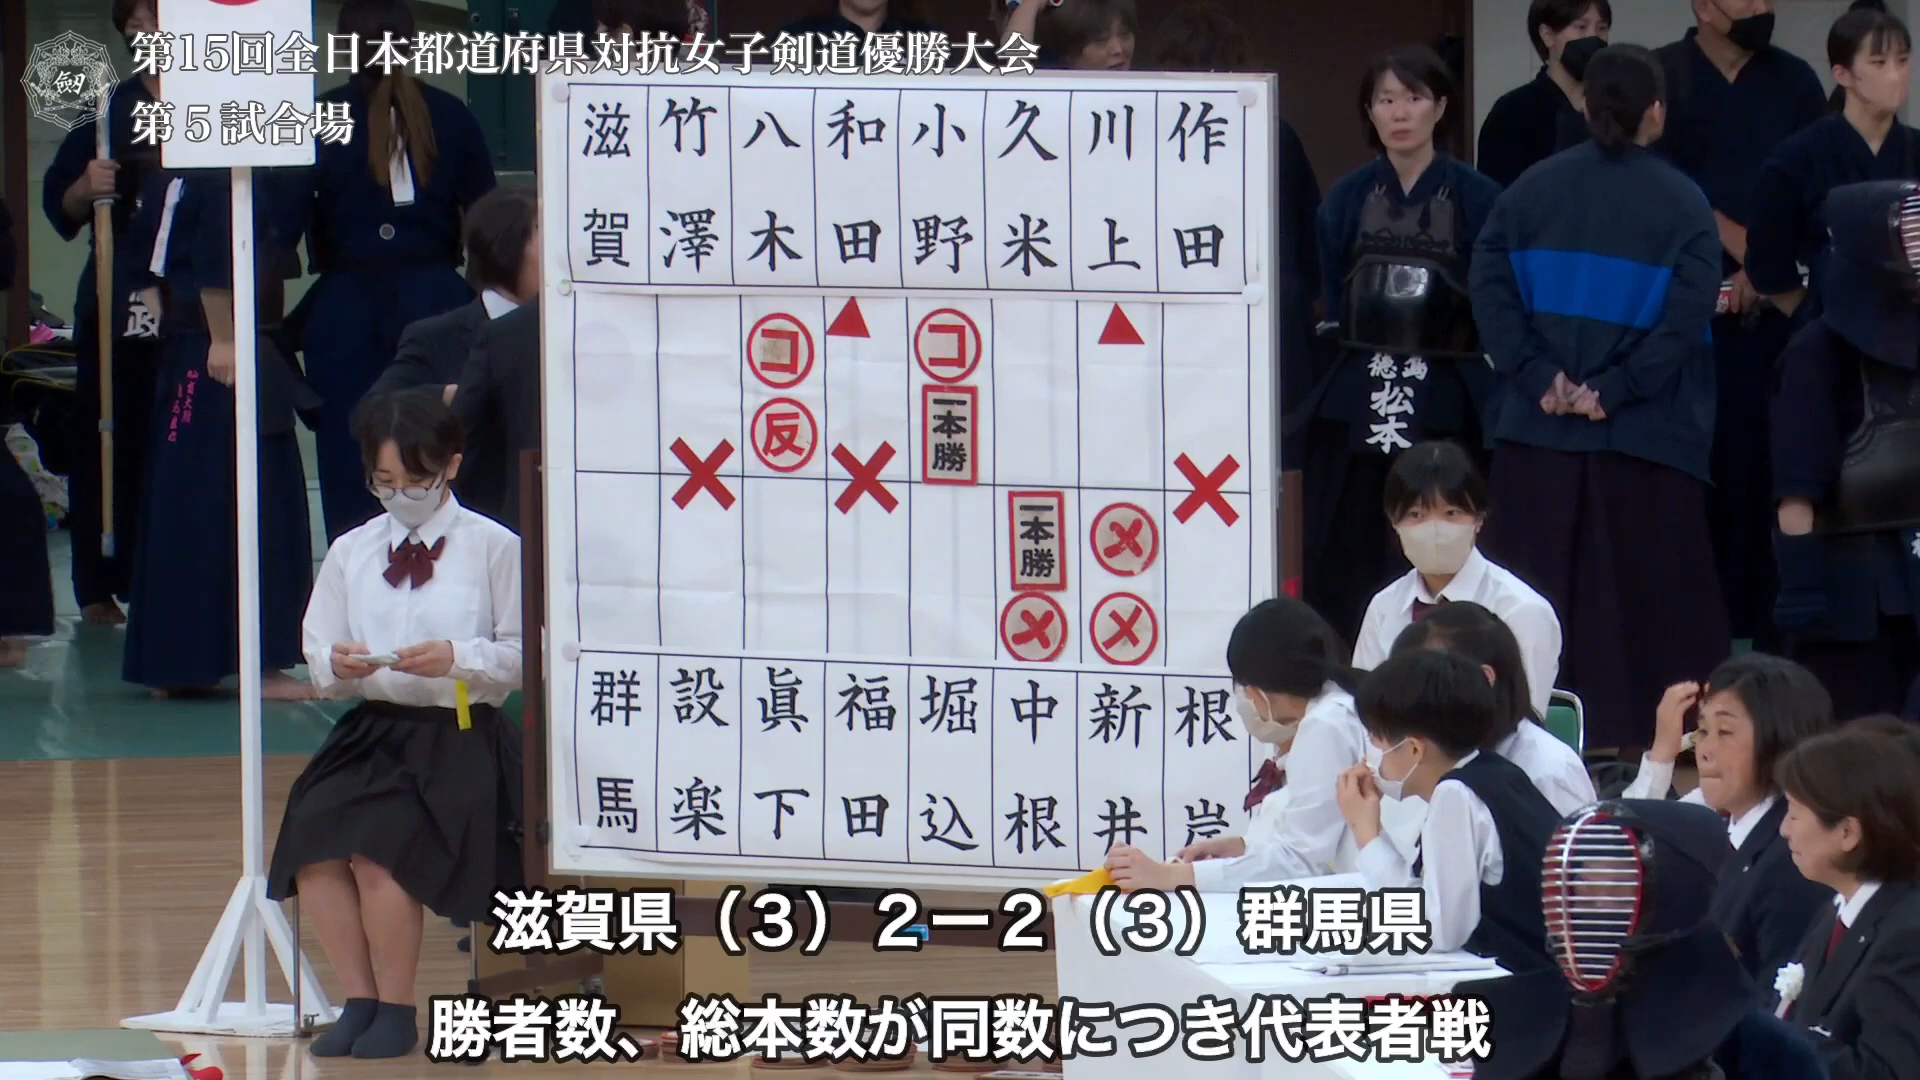 第15回全日本都道府県対抗女子剣道優勝大会
第５試合場
滋賀 竹澤 八木 和田 小野 久米 川上 作田
コ コ
反 一本勝
一本勝 メ
メ メ
群馬 設楽 眞下 福田 堀込 中根 新井 根岸
徳島
松本
滋賀県（３）２－２（３）群馬県
勝者数、総本数が同数につき代表者戦